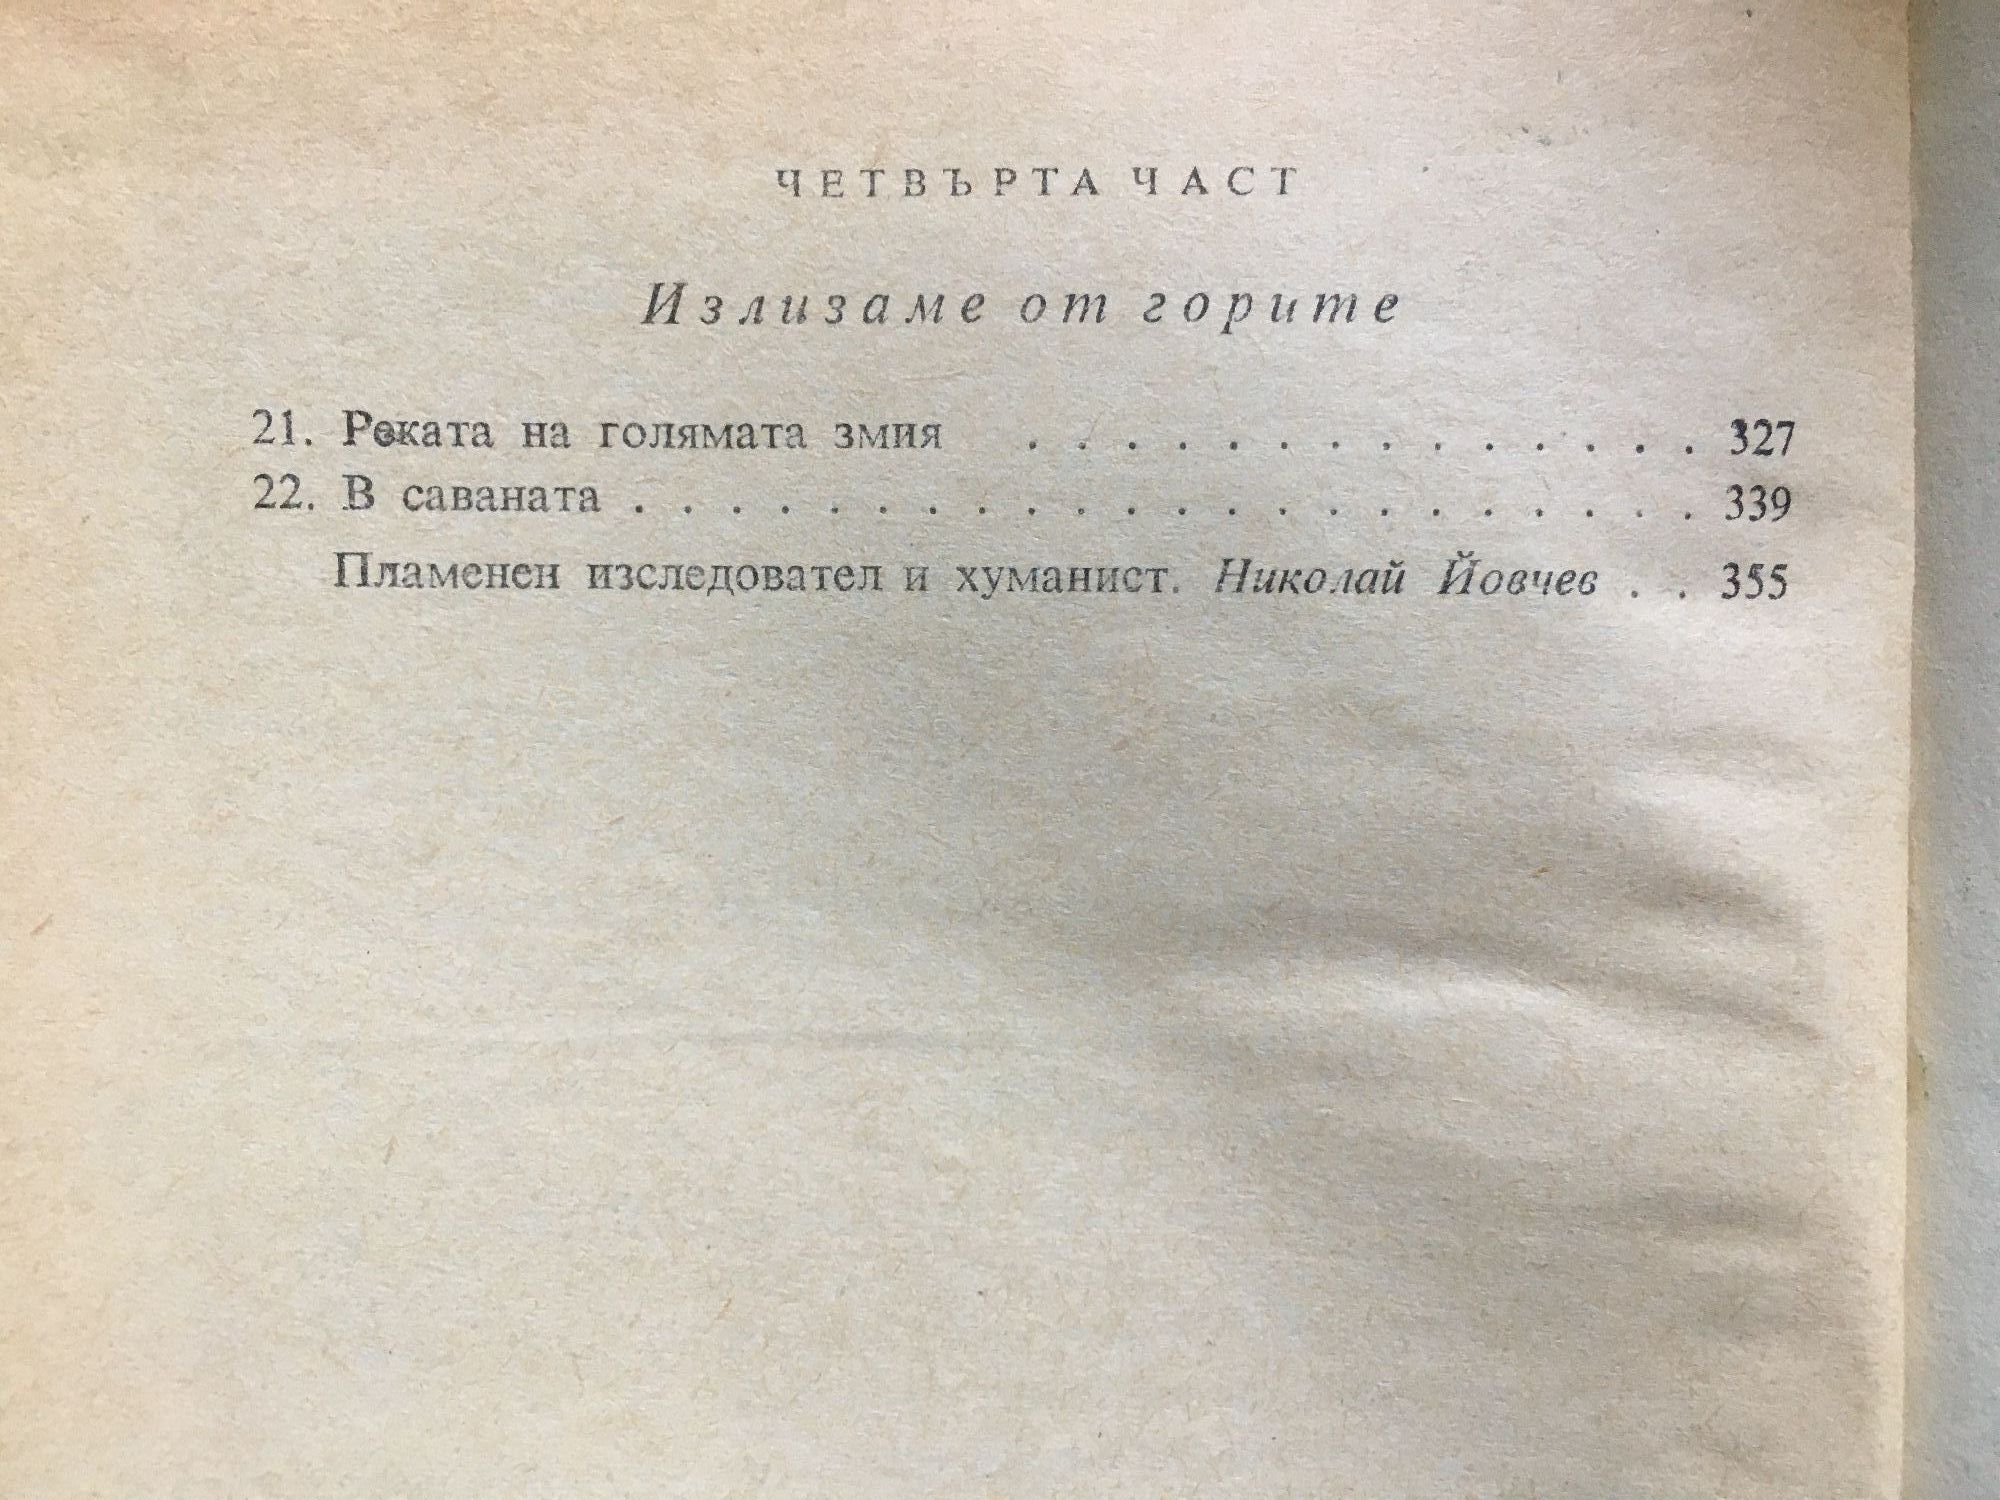 ЧЕТВЪРТА ЧАСТ
Излизаме от горите
21. Реката на голямата змия . . . . . . . . . . . . . . 327
22. В саваната . . . . . . . . . . . . . . . . . . . . . . 339
Пламенен изследовател и хуманист. Николай Йовчев . . 355